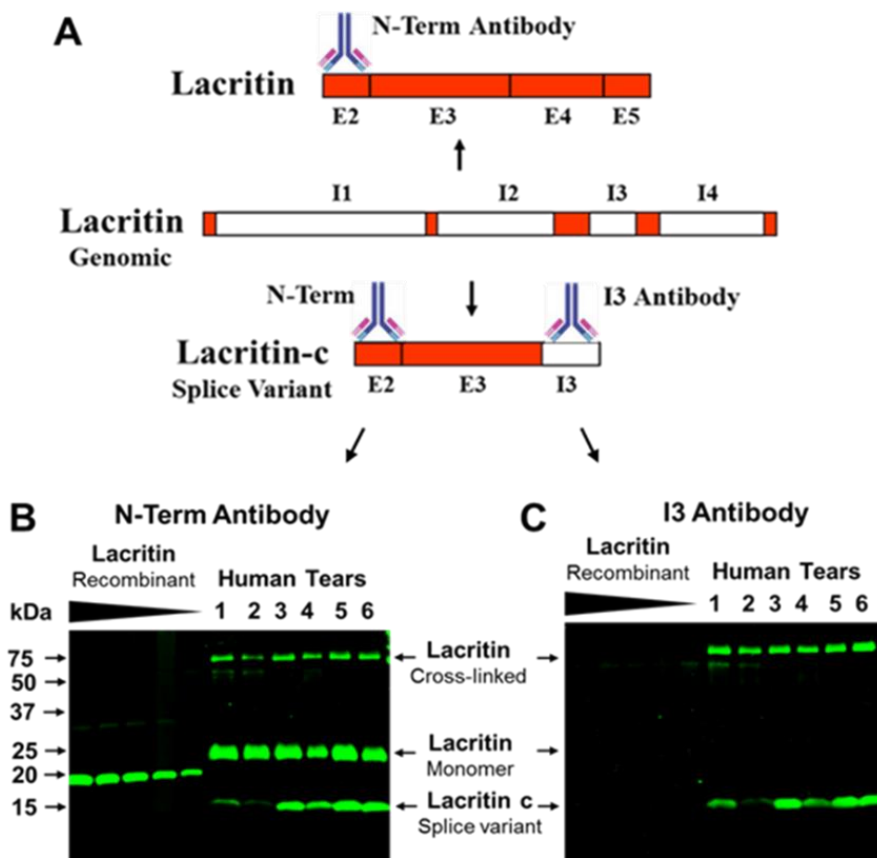 A
N-Term Antibody
Lacritin
E2 E3 E4 E5
I1 I2 I3 I4
Lacritin
Genomic
N-Term I3 Antibody
Lacritin-c
Splice Variant
E2 E3 I3
B N-Term Antibody
Lacritin
Recombinant
Human Tears
kDa
1 2 3 4 5 6
75
50
37
25
20
15
Lacritin
Cross-linked
Lacritin
Monomer
Lacritin c
Splice variant
C I3 Antibody
Lacritin
Recombinant
Human Tears
1 2 3 4 5 6